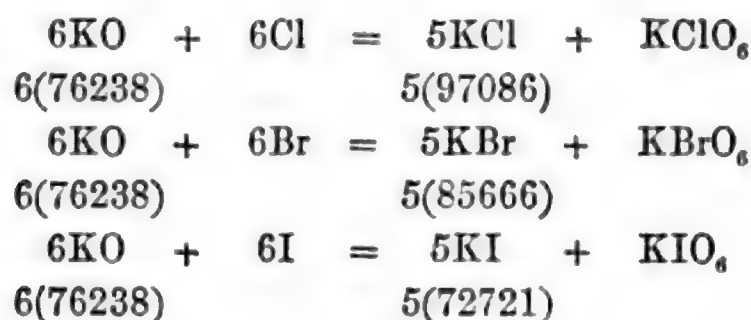 6KO + 6Cl = 5KCl + KClO₆
6(76238) 5(97086)
6KO + 6Br = 5KBr + KBrO₆
6(76238) 5(85666)
6KO + 6I = 5KI + KIO₆
6(76238) 5(72721)